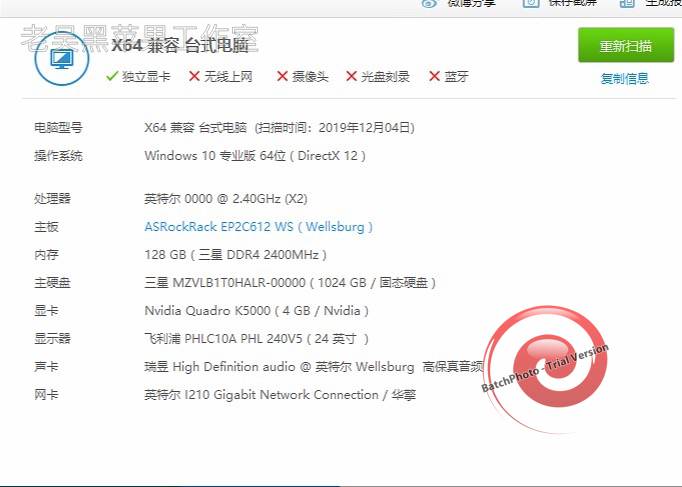 微博分享 保存截屏 生成报
老吴黑苹果工作室
X64 兼容 台式电脑
重新扫描
独立显卡 无线上网 摄像头 光盘刻录 蓝牙
复制信息
电脑型号 X64 兼容 台式电脑 (扫描时间：2019年12月04日)
操作系统 Windows 10 专业版 64位 ( DirectX 12 )
处理器 英特尔 0000 @ 2.40GHz (X2)
主板 ASRockRack EP2C612 WS ( Wellsburg )
内存 128 GB ( 三星 DDR4 2400MHz )
主硬盘 三星 MZVLB1T0HALR-00000 ( 1024 GB / 固态硬盘 )
显卡 Nvidia Quadro K5000 ( 4 GB / Nvidia )
显示器 飞利浦 PHLC10A PHL 240V5 ( 24 英寸 )
声卡 瑞昱 High Definition audio @ 英特尔 Wellsburg 高保真音频
网卡 英特尔 I210 Gigabit Network Connection / 华擎
BatchPhoto - Trial Version